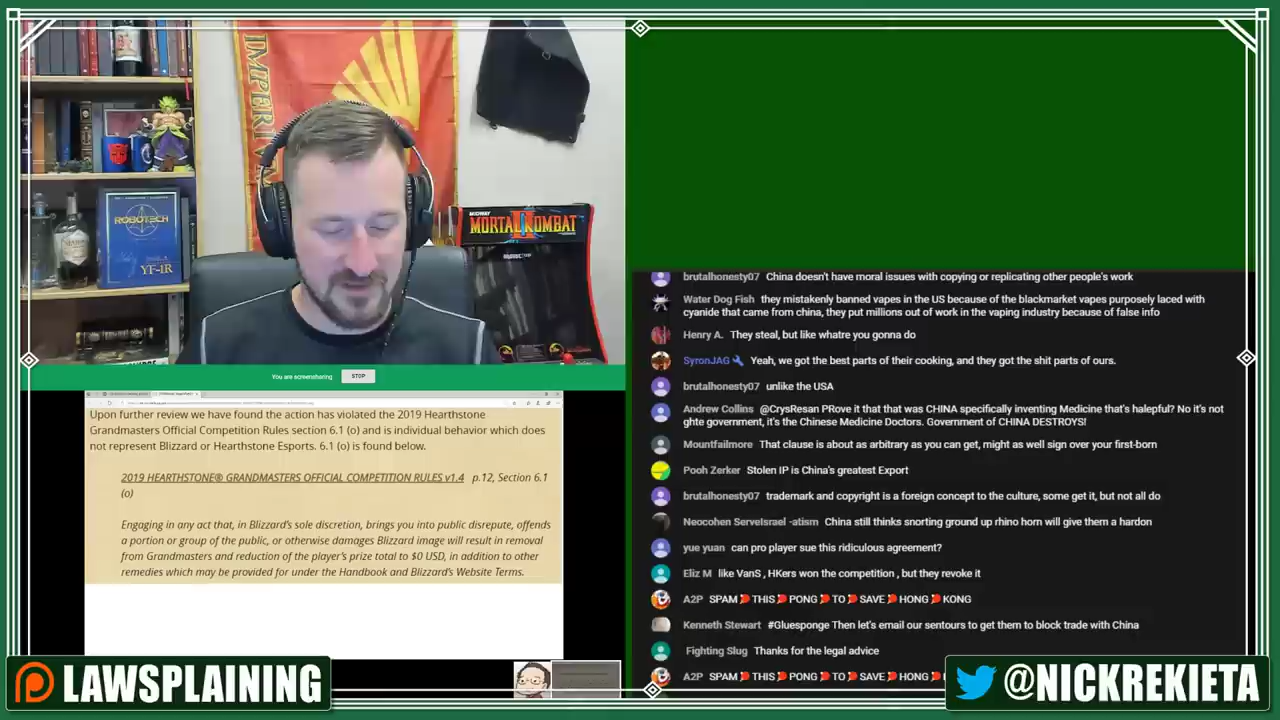 IMPERIVM
ROBOTECH
YF-1R
MIDWAY
MORTAL KOMBAT
II
You are screensharing
STOP
Upon further review we have found the action has violated the 2019 Hearthstone
Grandmasters Official Competition Rules section 6.1 (o) and is individual behavior which does
not represent Blizzard or Hearthstone Esports. 6.1 (o) is found below.
2019 HEARTHSTONE® GRANDMASTERS OFFICIAL COMPETITION RULES v1.4 p.12, Section 6.1
(o)
Engaging in any act that, in Blizzard's sole discretion, brings you into public disrepute, offends
a portion or group of the public, or otherwise damages Blizzard image will result in removal
from Grandmasters and reduction of the player's prize total to $0 USD, in addition to other
remedies which may be provided for under the Handbook and Blizzard's Website Terms.
brutalhonesty07 China doesn't have moral issues with copying or replicating other people's work
Water Dog Fish they mistakenly banned vapes in the US because of the blackmarket vapes purposely laced with
cyanide that came from china, they put millions out of work in the vaping industry because of false info
Henry A. They steal, but like whatre you gonna do
SyronJAG Yeah, we got the best parts of their cooking, and they got the shit parts of ours.
brutalhonesty07 unlike the USA
Andrew Collins @CrysResan PRove it that that was CHINA specifically inventing Medicine that's halepful? No it's not
ghte government, it's the Chinese Medicine Doctors. Government of CHINA DESTROYS!
Mountfailmore That clause is about as arbitrary as you can get, might as well sign over your first-born
Pooh Zerker Stolen IP is China's greatest Export
brutalhonesty07 trademark and copyright is a foreign concept to the culture, some get it, but not all do
Neocohen Servelsrael -atism China still thinks snorting ground up rhino horn will give them a hardon
yue yuan can pro player sue this ridiculous agreement?
Eliz M like VanS , HKers won the competition , but they revoke it
A2P SPAM🏓THIS🏓PONG🏓TO🏓SAVE🏓HONG🏓KONG
Kenneth Stewart #Gluesponge Then let's email our sentours to get them to block trade with China
Fighting Slug Thanks for the legal advice
A2P SPAM🏓THIS🏓PONG🏓TO🏓SAVE🏓HONG🏓
LAWSPLAINING
@NICKREKIETA